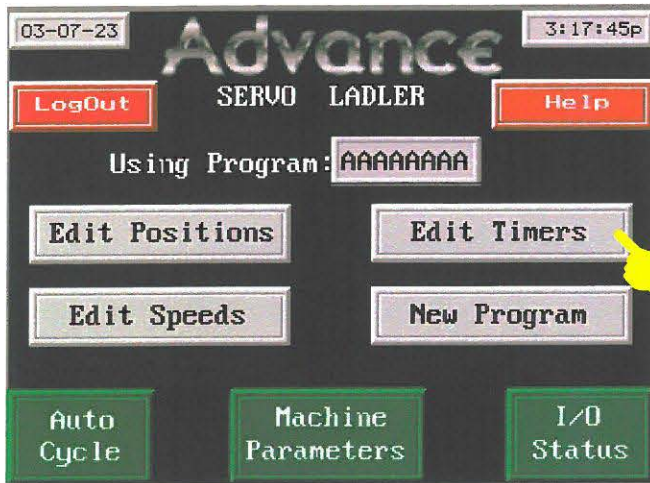 03-07-23
Advance
3:17:45p
LogOut
SERVO LADLER
Help
Using Program: AAAAAAAA
Edit Positions
Edit Timers
Edit Speeds
New Program
Auto
Cycle
Machine
Parameters
I/O
Status